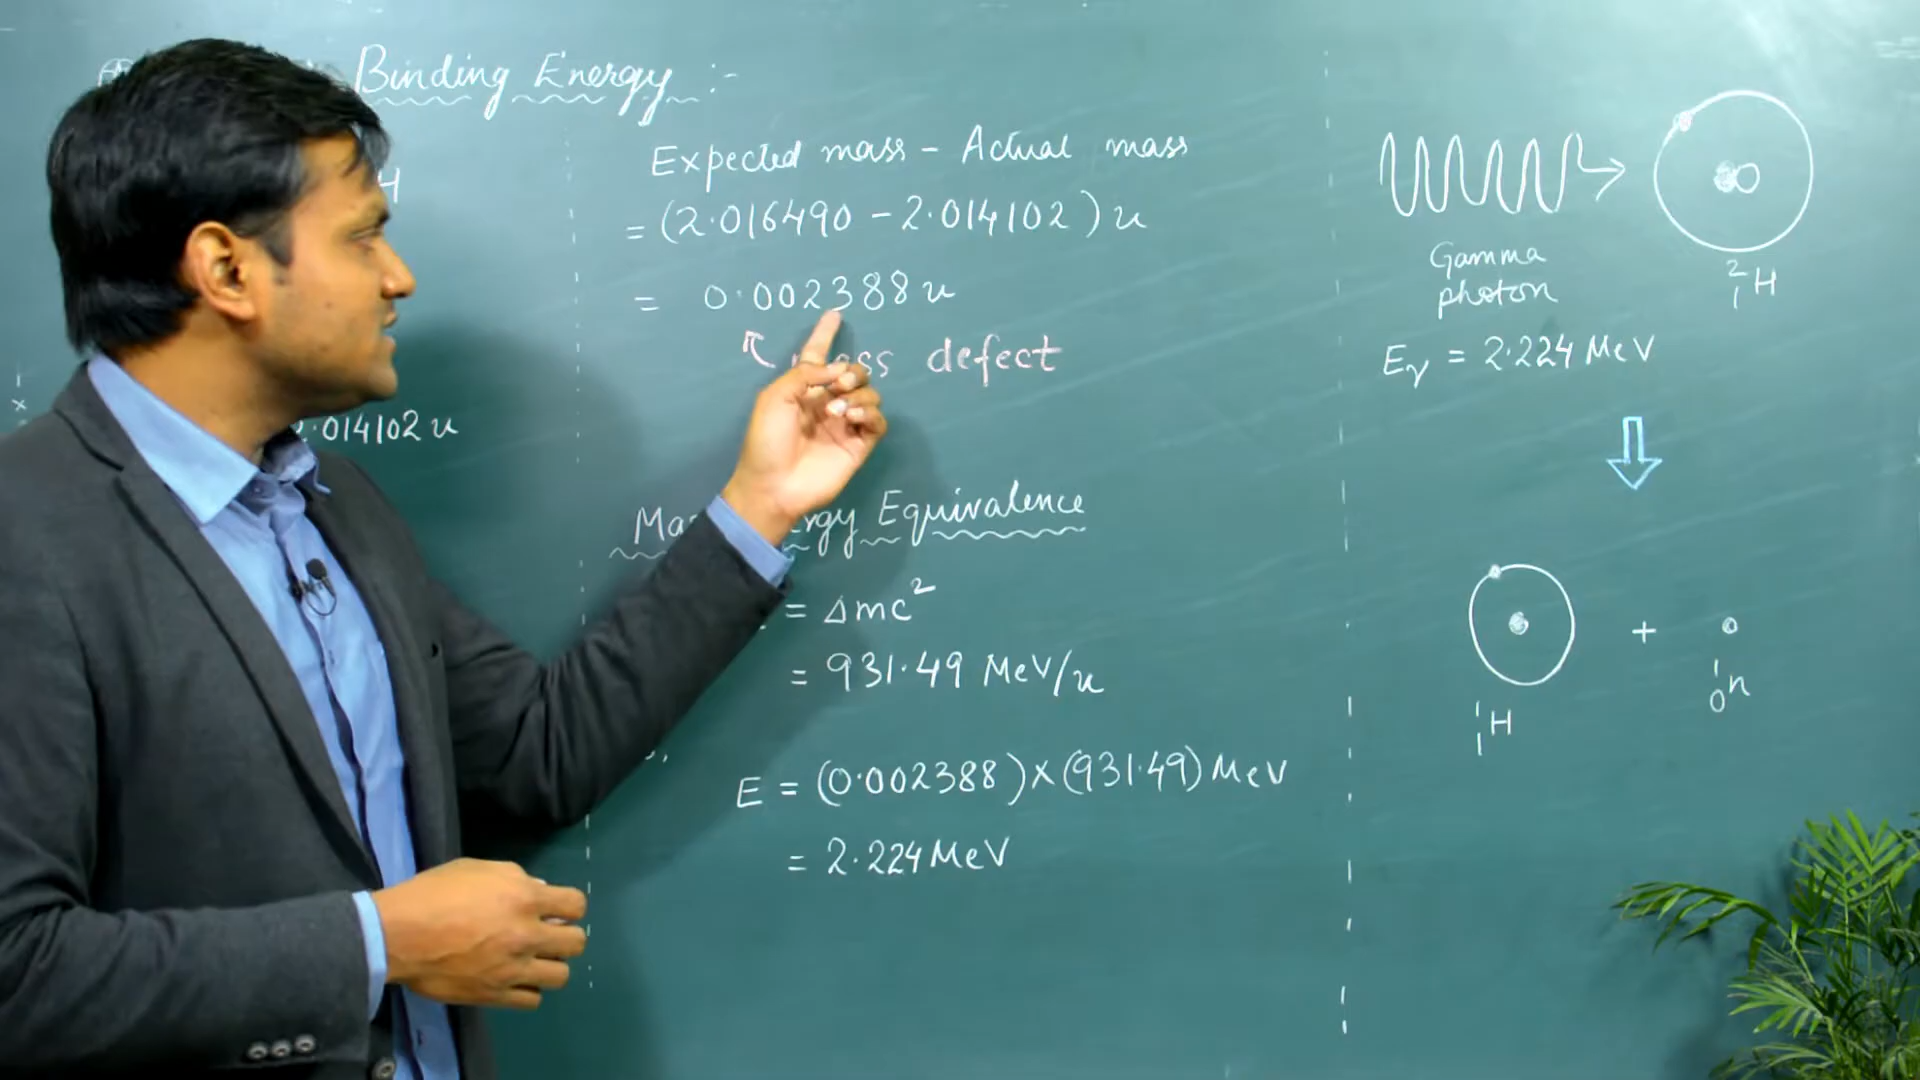 Binding Energy :-
H
2.014102 u
Expected mass - Actual mass
= (2.016490 - 2.014102) u
= 0.002388 u
defect
Equivalence
= Δmc²
= 931.49 MeV/u
E = (0.002388) × (931.49) MeV
= 2.224 MeV
Gamma
photon
²₁H
Eγ = 2.224 MeV
+
¹₁H
¹₀n